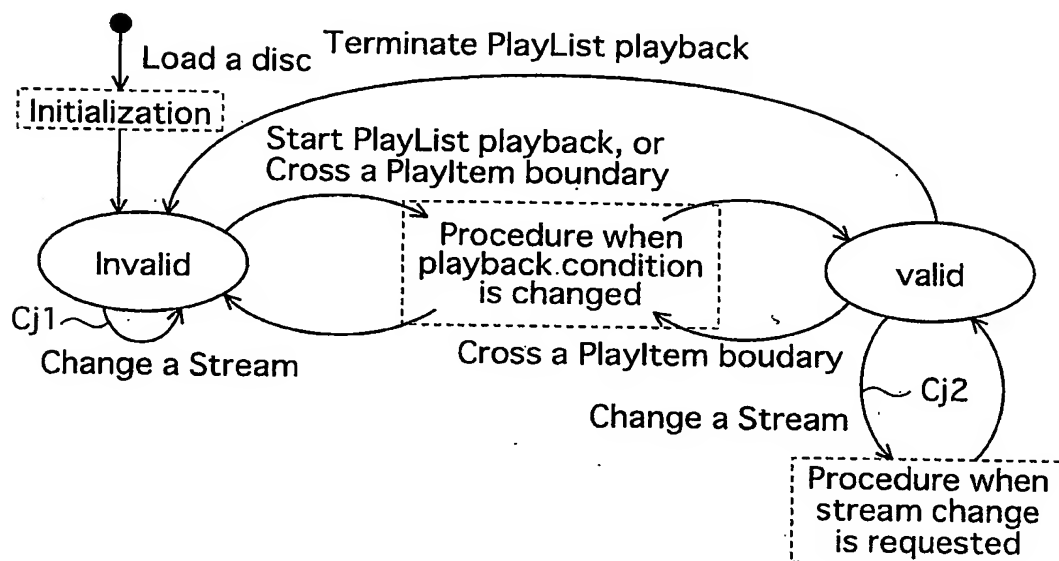 Load a disc
Terminate PlayList playback
Initialization
Start PlayList playback, or
Cross a PlayItem boundary
Invalid
Procedure when
playback.condition
is changed
valid
Cj1
Change a Stream
Cross a PlayItem boudary
Cj2
Change a Stream
Procedure when
stream change
is requested